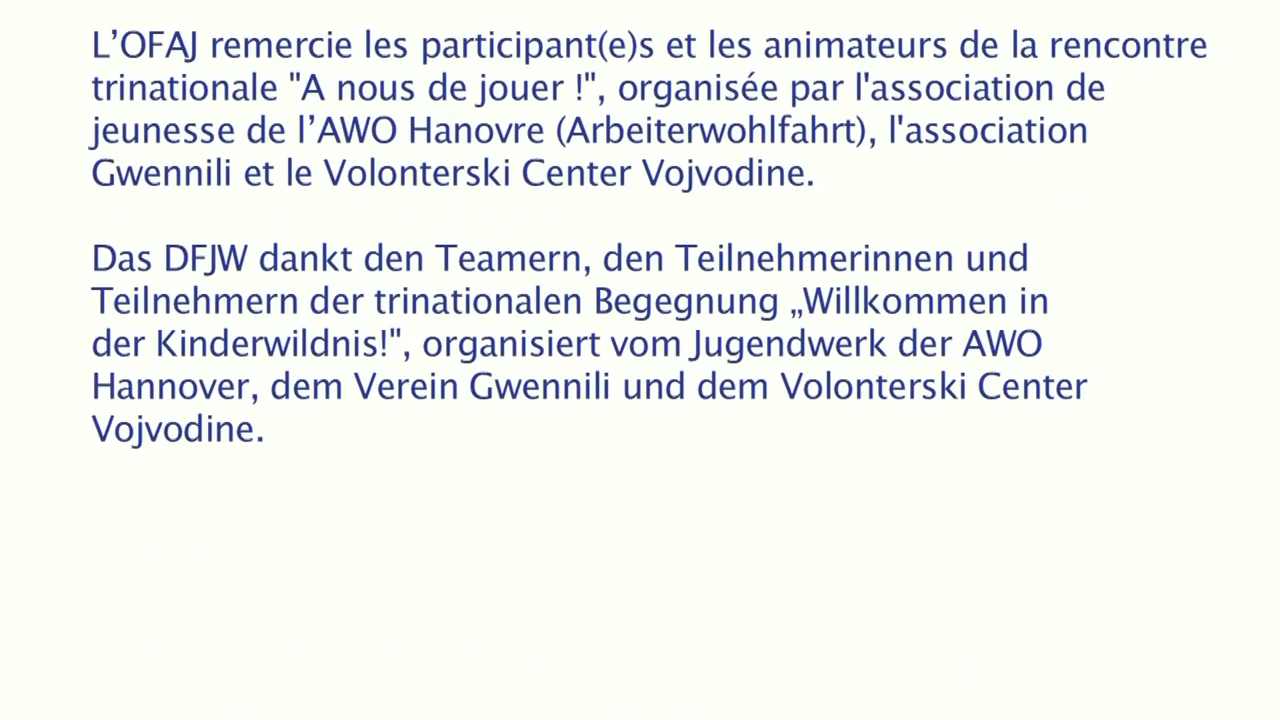 L’OFAJ remercie les participant(e)s et les animateurs de la rencontre
trinationale "A nous de jouer !", organisée par l'association de
jeunesse de l’AWO Hanovre (Arbeiterwohlfahrt), l'association
Gwennili et le Volonterski Center Vojvodine.
Das DFJW dankt den Teamern, den Teilnehmerinnen und
Teilnehmern der trinationalen Begegnung „Willkommen in
der Kinderwildnis!", organisiert vom Jugendwerk der AWO
Hannover, dem Verein Gwennili und dem Volonterski Center
Vojvodine.